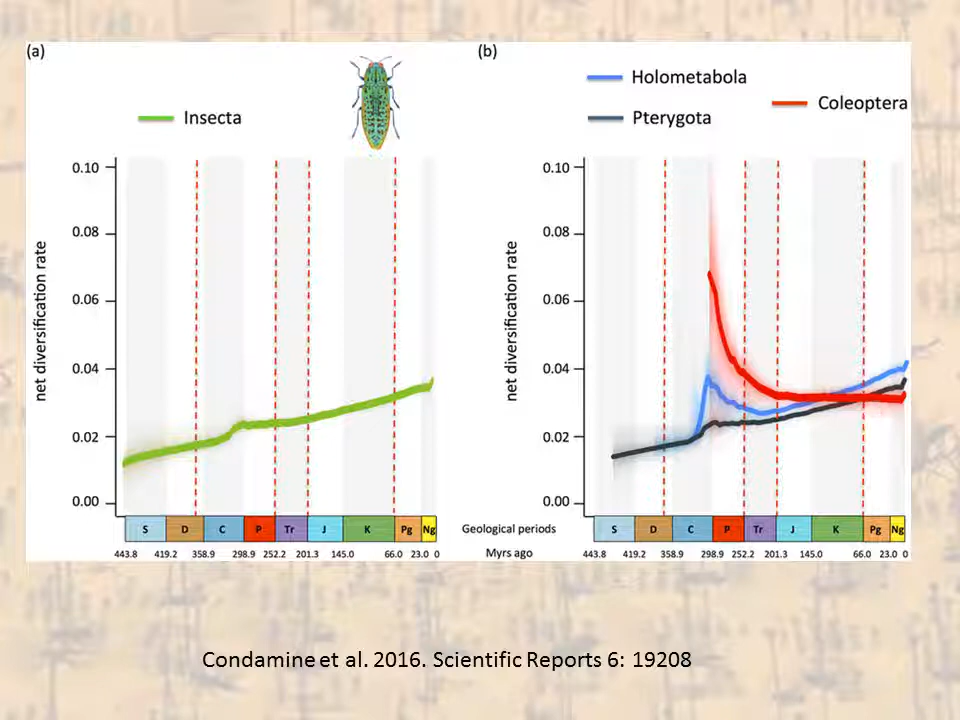 (a)
Insecta
net diversification rate
0.10
0.08
0.06
0.04
0.02
0.00
S D C P Tr J K Pg Ng
443.8 419.2 358.9 298.9 252.2 201.3 145.0 66.0 23.0 0
(b)
Holometabola
Pterygota
Coleoptera
net diversification rate
0.10
0.08
0.06
0.04
0.02
0.00
Geological periods
S D C P Tr J K Pg Ng
Myrs ago
443.8 419.2 358.9 298.9 252.2 201.3 145.0 66.0 23.0 0
Condamine et al. 2016. Scientific Reports 6: 19208